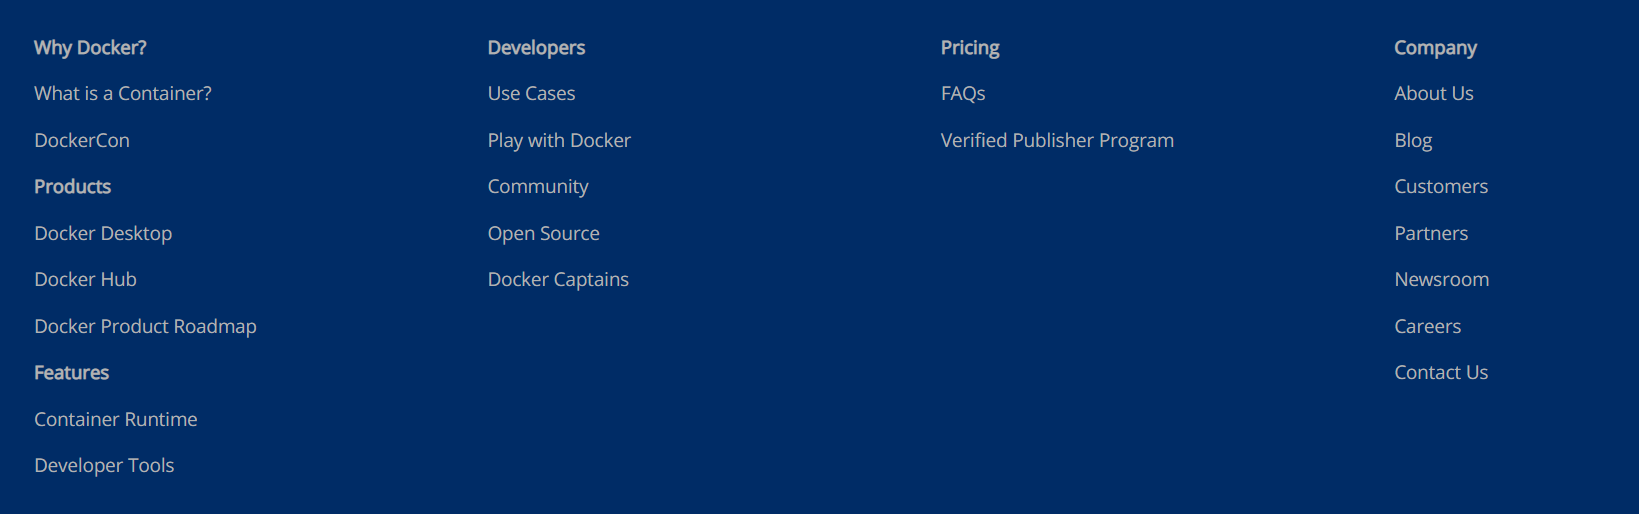 Why Docker?
What is a Container?
DockerCon
Products
Docker Desktop
Docker Hub
Docker Product Roadmap
Features
Container Runtime
Developer Tools
Developers
Use Cases
Play with Docker
Community
Open Source
Docker Captains
Pricing
FAQs
Verified Publisher Program
Company
About Us
Blog
Customers
Partners
Newsroom
Careers
Contact Us